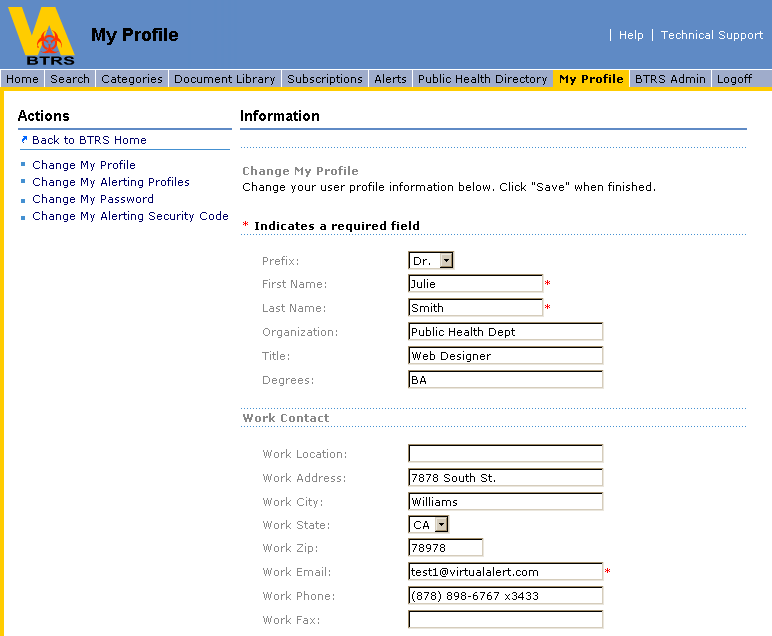 VA
BTRS
My Profile
| Help | Technical Support
Home Search Categories Document Library Subscriptions Alerts Public Health Directory My Profile BTRS Admin Logoff
Actions
Back to BTRS Home
Change My Profile
Change My Alerting Profiles
Change My Password
Change My Alerting Security Code
Information
Change My Profile
Change your user profile information below. Click "Save" when finished.
* Indicates a required field
Prefix: Dr.
First Name: Julie *
Last Name: Smith *
Organization: Public Health Dept
Title: Web Designer
Degrees: BA
Work Contact
Work Location:
Work Address: 7878 South St.
Work City: Williams
Work State: CA
Work Zip: 78978
Work Email: test1@virtualalert.com *
Work Phone: (878) 898-6767 x3433
Work Fax: